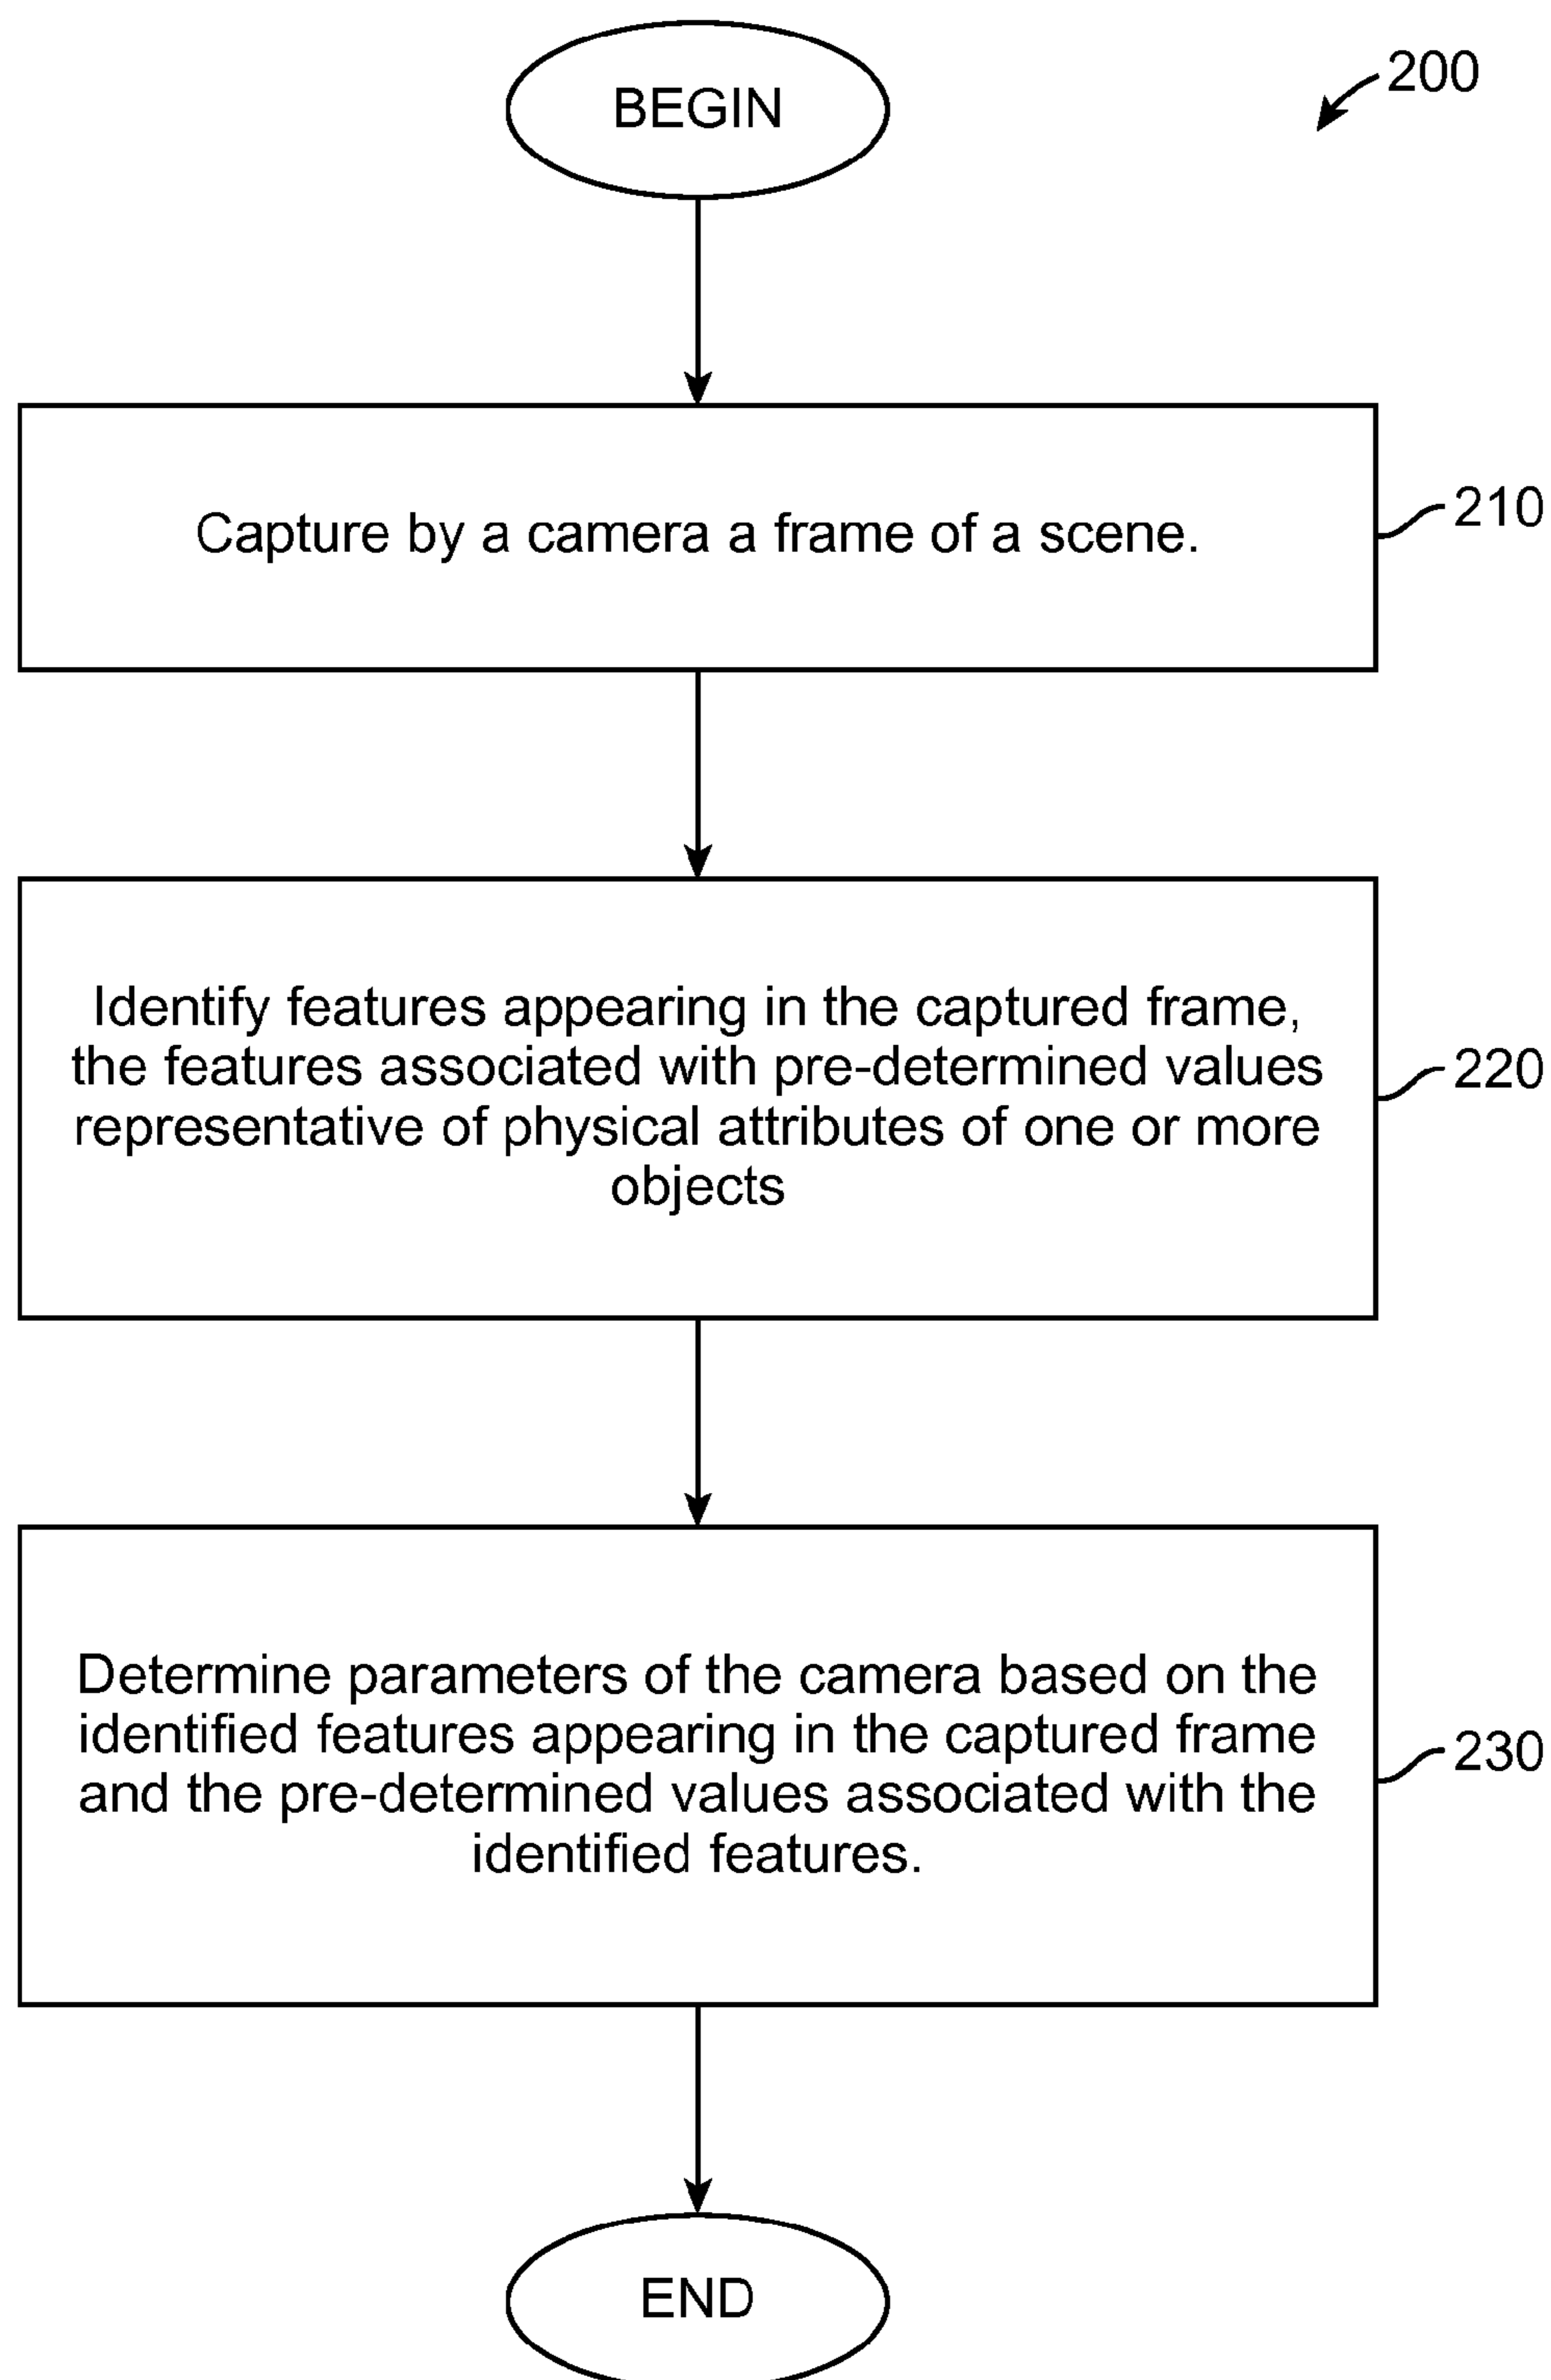 BEGIN
200
Capture by a camera a frame of a scene.
210
Identify features appearing in the captured frame,
the features associated with pre-determined values
representative of physical attributes of one or more
objects
220
Determine parameters of the camera based on the
identified features appearing in the captured frame
and the pre-determined values associated with the
identified features.
230
END